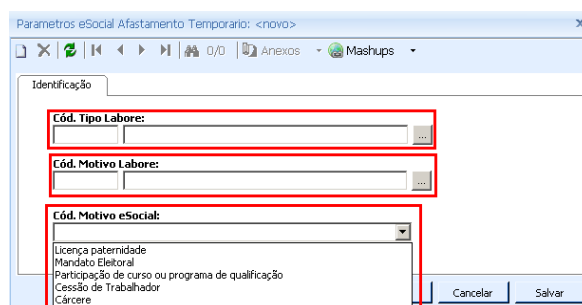 Parametros eSocial Afastamento Temporario: <novo>
0/0 Anexos Mashups
Identificação
Cód. Tipo Labore:
...
Cód. Motivo Labore:
...
Cód. Motivo eSocial:
Licença paternidade
Mandato Eleitoral
Participação de curso ou programa de qualificação
Cessão de Trabalhador
Cárcere
Cancelar Salvar